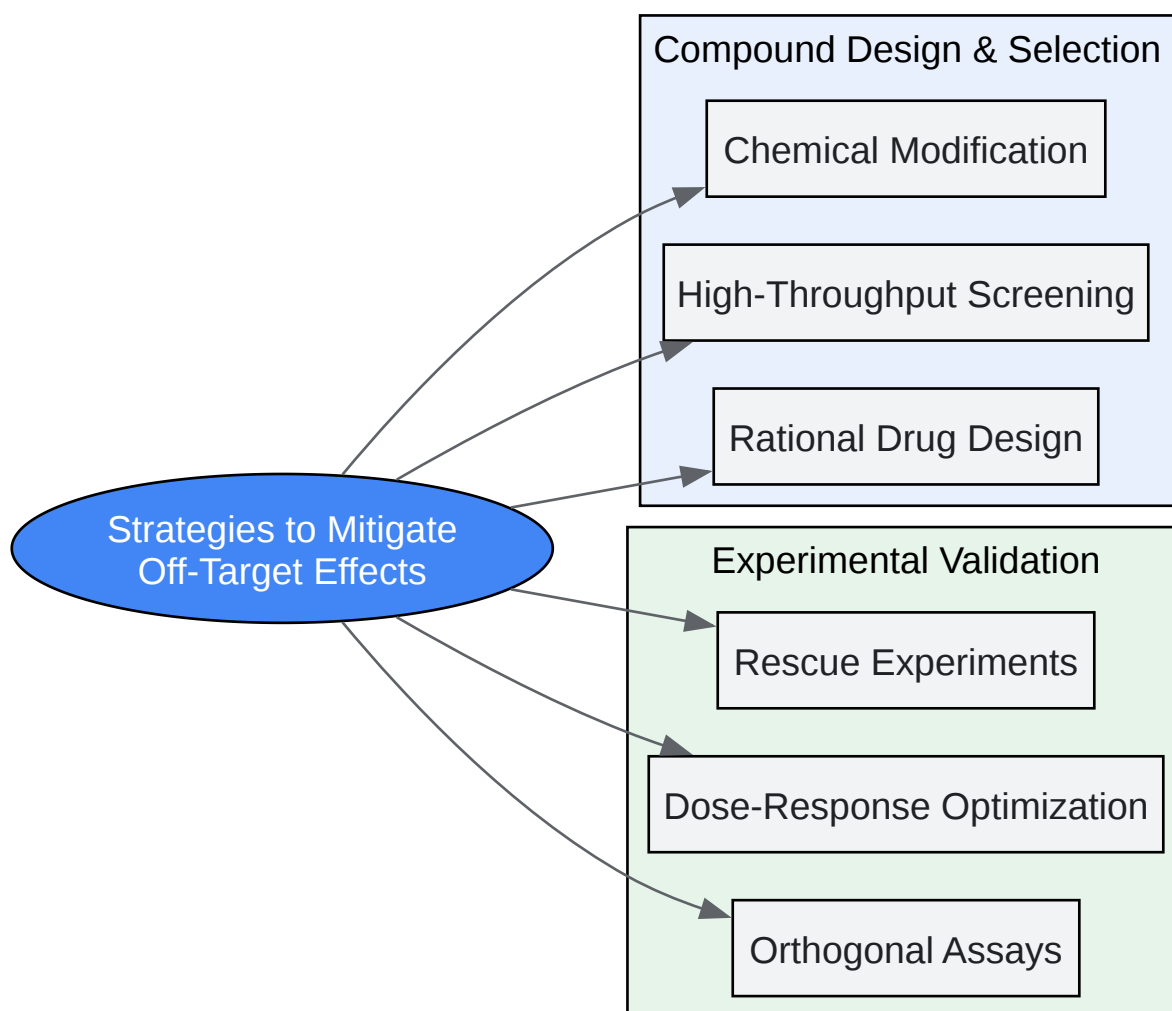 Compound Design & Selection
Chemical Modification
High-Throughput Screening
Rational Drug Design
Strategies to Mitigate
Off-Target Effects
Experimental Validation
Rescue Experiments
Dose-Response Optimization
Orthogonal Assays